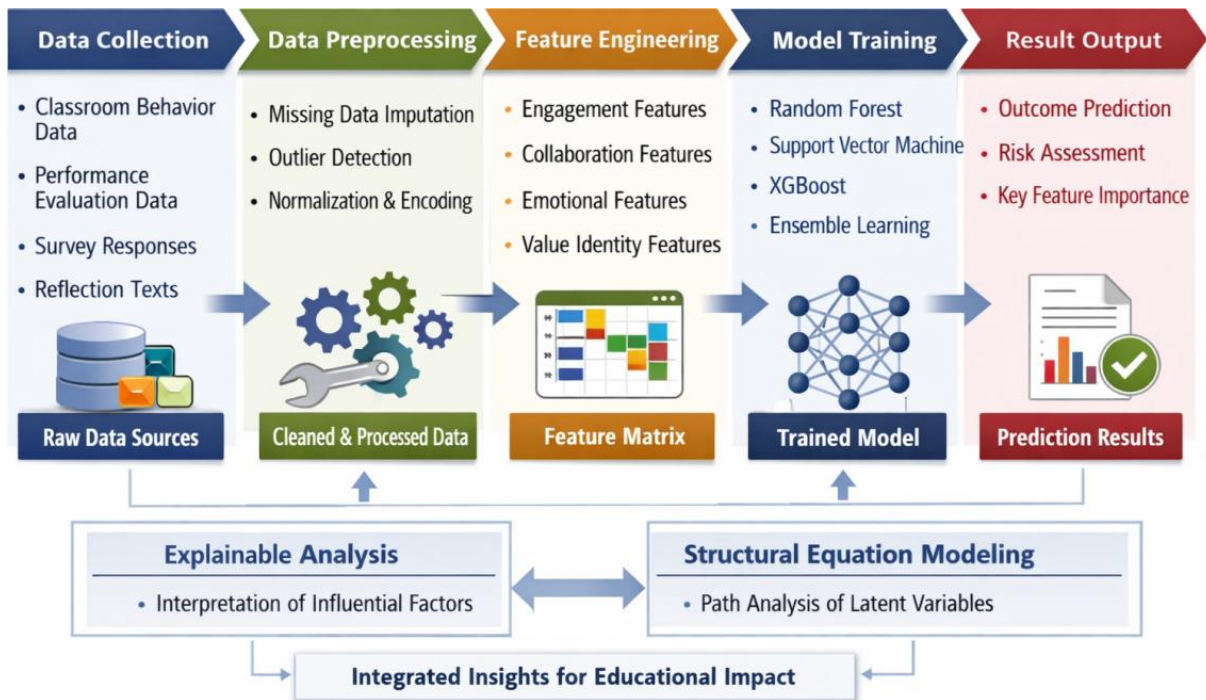 Data Collection
Data Preprocessing
Feature Engineering
Model Training
Result Output
• Classroom Behavior
Data
• Performance
Evaluation Data
• Survey Responses
• Reflection Texts
• Missing Data Imputation
• Outlier Detection
• Normalization & Encoding
• Engagement Features
• Collaboration Features
• Emotional Features
• Value Identity Features
• Random Forest
• Support Vector Machine
• XGBoost
• Ensemble Learning
• Outcome Prediction
• Risk Assessment
• Key Feature Importance
Raw Data Sources
Cleaned & Processed Data
Feature Matrix
Trained Model
Prediction Results
Explainable Analysis
• Interpretation of Influential Factors
Structural Equation Modeling
• Path Analysis of Latent Variables
Integrated Insights for Educational Impact